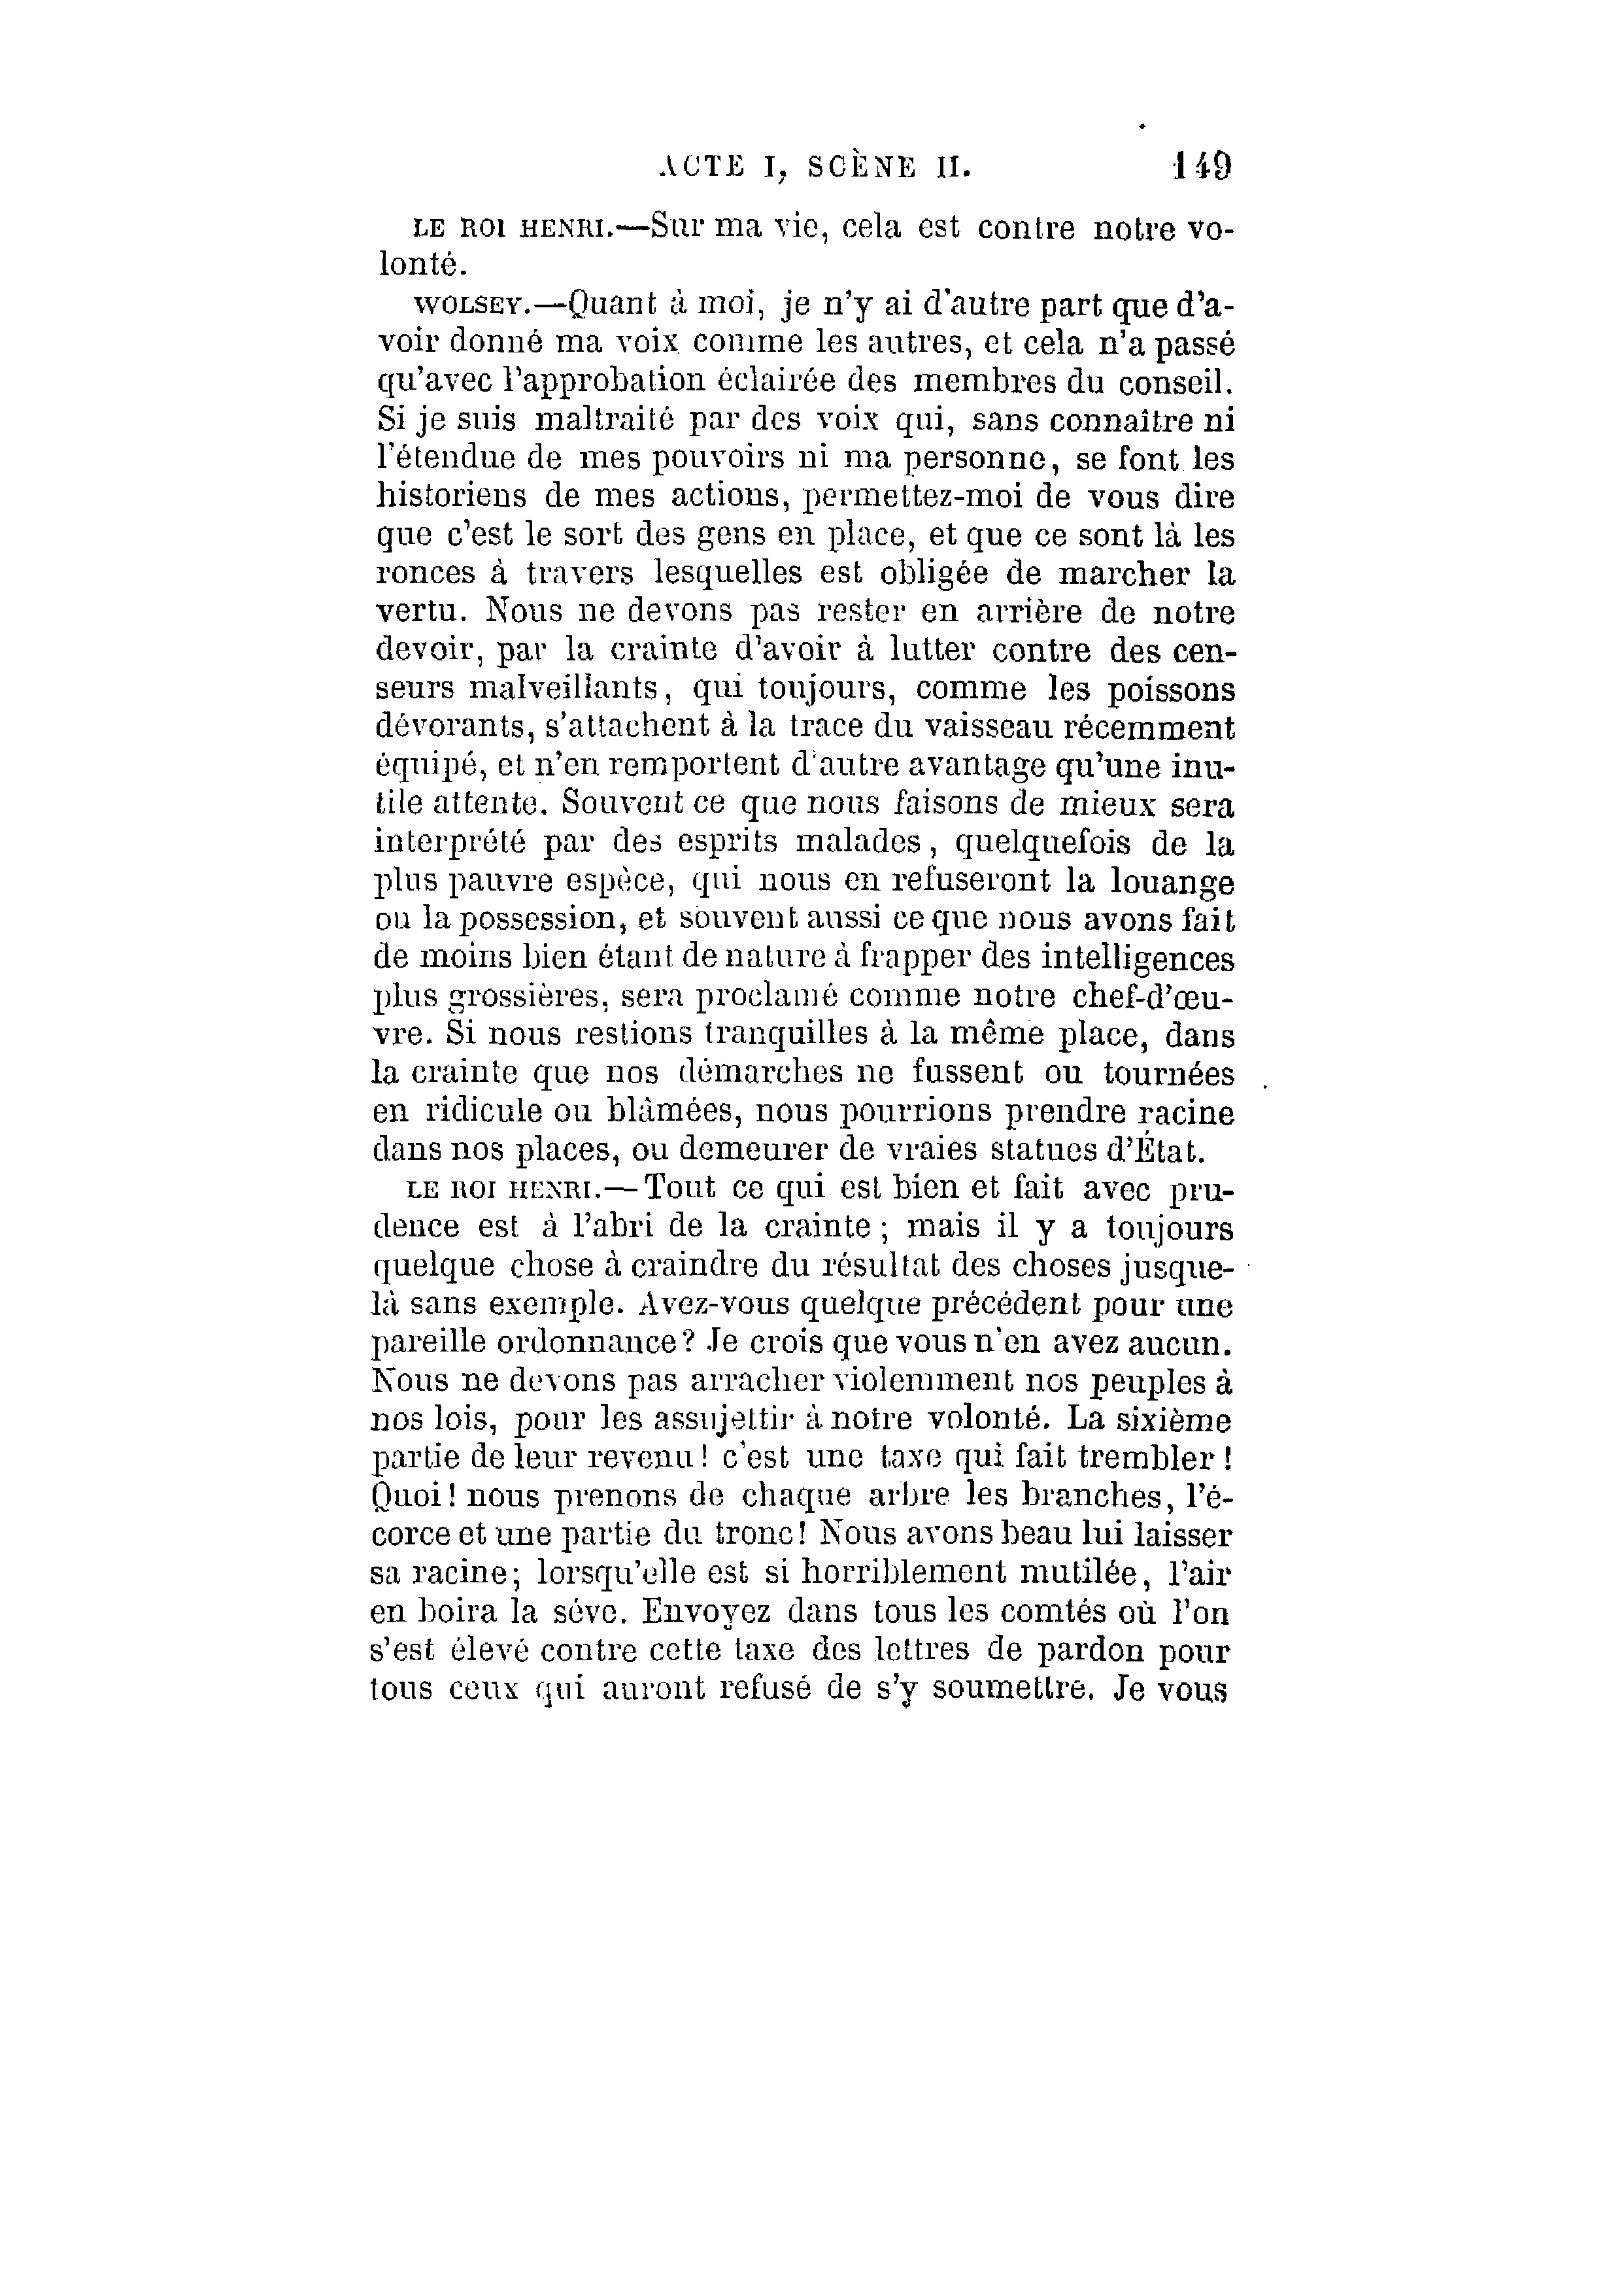 ACTE I, SCÈNE II. 149
LE ROI HENRI.—Sur ma vie, cela est contre notre vo-
lonté.
WOLSEY.—Quant à moi, je n'y ai d'autre part que d'a-
voir donné ma voix comme les autres, et cela n'a passé
qu'avec l'approbation éclairée des membres du conseil.
Si je suis maltraité par des voix qui, sans connaître ni
l'étendue de mes pouvoirs ni ma personne, se font les
historiens de mes actions, permettez-moi de vous dire
que c'est le sort des gens en place, et que ce sont là les
ronces à travers lesquelles est obligée de marcher la
vertu. Nous ne devons pas rester en arrière de notre
devoir, par la crainte d'avoir à lutter contre des cen-
seurs malveillants, qui toujours, comme les poissons
dévorants, s'attachent à la trace du vaisseau récemment
équipé, et n'en remportent d'autre avantage qu'une inu-
tile attente. Souvent ce que nous faisons de mieux sera
interprété par des esprits malades, quelquefois de la
plus pauvre espèce, qui nous en refuseront la louange
ou la possession, et souvent aussi ce que nous avons fait
de moins bien étant de nature à frapper des intelligences
plus grossières, sera proclamé comme notre chef-d'œu-
vre. Si nous restions tranquilles à la même place, dans
la crainte que nos démarches ne fussent ou tournées
en ridicule ou blâmées, nous pourrions prendre racine
dans nos places, ou demeurer de vraies statues d'État.
LE ROI HENRI.—Tout ce qui est bien et fait avec pru-
dence est à l'abri de la crainte; mais il y a toujours
quelque chose à craindre du résultat des choses jusque-
là sans exemple. Avez-vous quelque précédent pour une
pareille ordonnance? Je crois que vous n'en avez aucun.
Nous ne devons pas arracher violemment nos peuples à
nos lois, pour les assujettir à notre volonté. La sixième
partie de leur revenu! c'est une taxe qui fait trembler!
Quoi! nous prenons de chaque arbre les branches, l'é-
corce et une partie du tronc! Nous avons beau lui laisser
sa racine; lorsqu'elle est si horriblement mutilée, l'air
en boira la séve. Envoyez dans tous les comtés où l'on
s'est élevé contre cette taxe des lettres de pardon pour
tous ceux qui auront refusé de s'y soumettre. Je vous